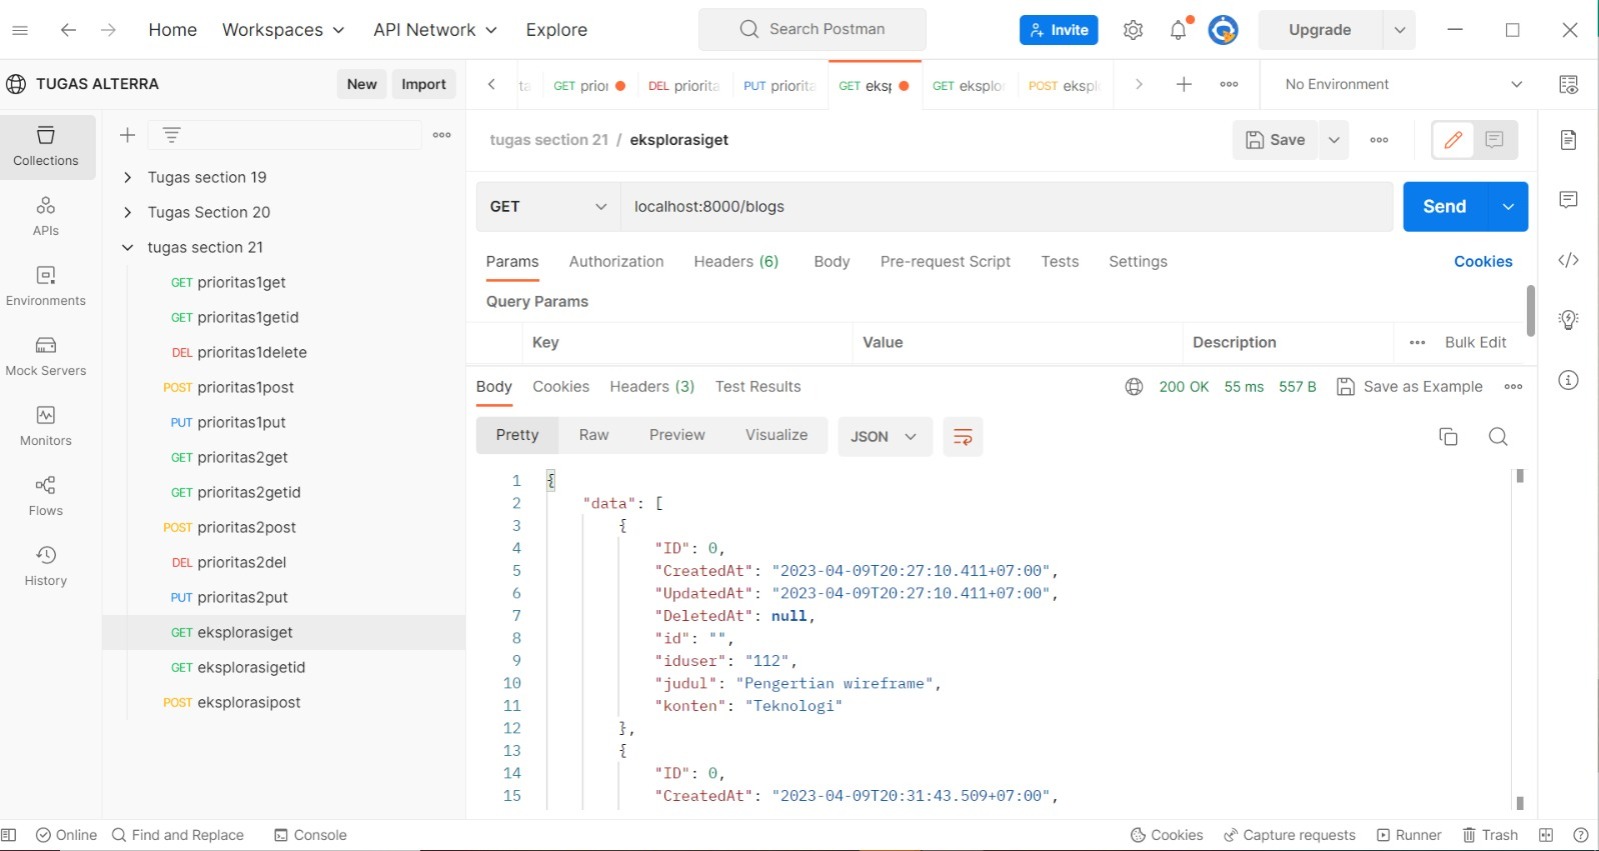 Home Workspaces API Network Explore Search Postman Invite Upgrade
TUGAS ALTERRA New Import
GET prior DEL priorita PUT priorita GET eksp GET eksplo POST ekspl No Environment
Collections
APIs
Environments
Mock Servers
Monitors
Flows
History
Tugas section 19
Tugas Section 20
tugas section 21
GET prioritas1get
GET prioritas1getid
DEL prioritas1delete
POST prioritas1post
PUT prioritas1put
GET prioritas2get
GET prioritas2getid
POST prioritas2post
DEL prioritas2del
PUT prioritas2put
GET eksplorasiget
GET eksplorasigetid
POST eksplorasipost
tugas section 21 / eksplorasiget Save
GET localhost:8000/blogs Send
Params Authorization Headers (6) Body Pre-request Script Tests Settings Cookies
Query Params
Key Value Description Bulk Edit
Body Cookies Headers (3) Test Results 200 OK 55 ms 557 B Save as Example
Pretty Raw Preview Visualize JSON
1 {
2 "data": [
3 {
4 "ID": 0,
5 "CreatedAt": "2023-04-09T20:27:10.411+07:00",
6 "UpdatedAt": "2023-04-09T20:27:10.411+07:00",
7 "DeletedAt": null,
8 "id": "",
9 "iduser": "112",
10 "judul": "Pengertian wireframe",
11 "konten": "Teknologi"
12 },
13 {
14 "ID": 0,
15 "CreatedAt": "2023-04-09T20:31:43.509+07:00",
Online Find and Replace Console Cookies Capture requests Runner Trash